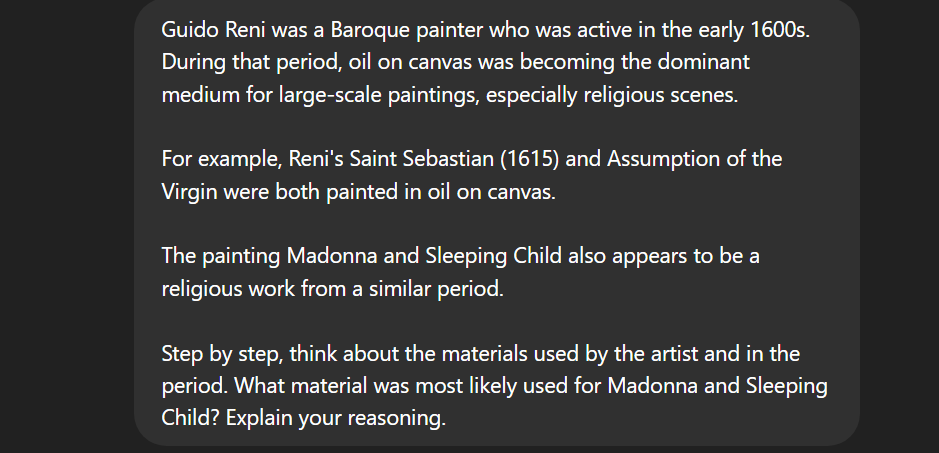 Guido Reni was a Baroque painter who was active in the early 1600s.
During that period, oil on canvas was becoming the dominant
medium for large-scale paintings, especially religious scenes.
For example, Reni's Saint Sebastian (1615) and Assumption of the
Virgin were both painted in oil on canvas.
The painting Madonna and Sleeping Child also appears to be a
religious work from a similar period.
Step by step, think about the materials used by the artist and in the
period. What material was most likely used for Madonna and Sleeping
Child? Explain your reasoning.